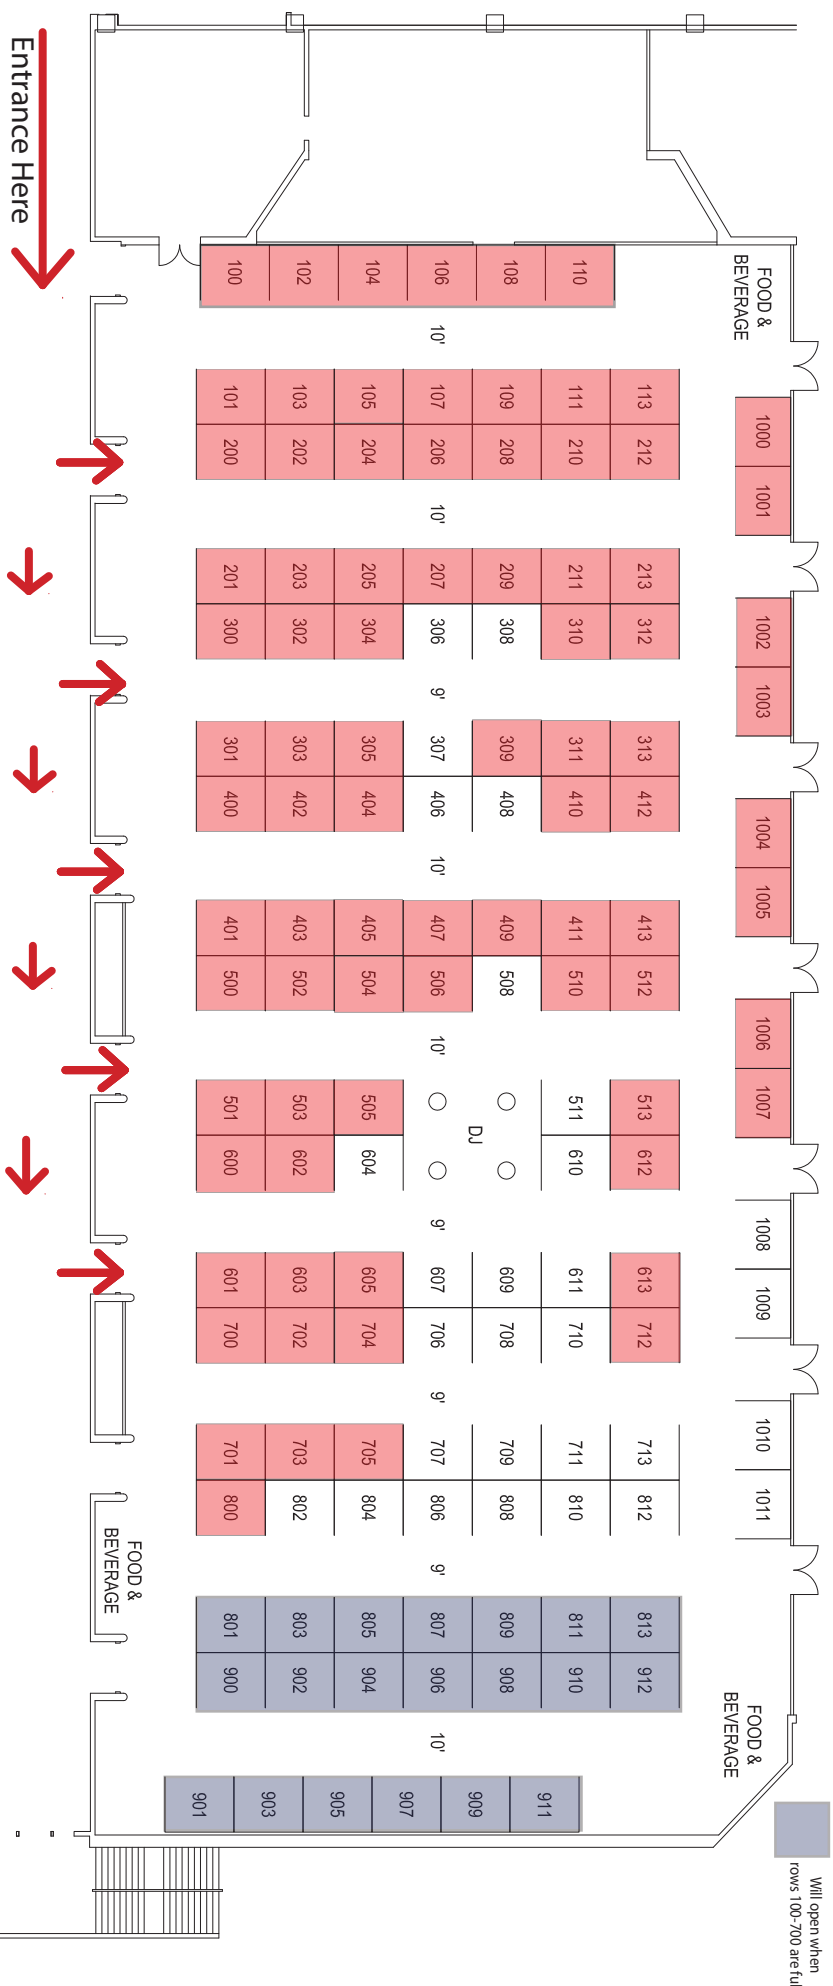 Entrance Here
FOOD &
BEVERAGE
100 102 104 106 108 110
10'
101 103 105 107 109 111 113
200 202 204 206 208 210 212
10'
201 203 205 207 209 211 213
300 302 304 306 308 310 312
9'
301 303 305 307 309 311 313
400 402 404 406 408 410 412
10'
401 403 405 407 409 411 413
500 502 504 506 508 510 512
10'
501 503 505 511 513
DJ
600 602 604 610 612
9'
601 603 605 607 609 611 613
700 702 704 706 708 710 712
9'
701 703 705 707 709 711 713
800 802 804 806 808 810 812
9'
801 803 805 807 809 811 813
900 902 904 906 908 910 912
10'
901 903 905 907 909 911
1000
1001
1002
1003
1004
1005
1006
1007
1008
1009
1010
1011
FOOD &
BEVERAGE
FOOD &
BEVERAGE
Will open when
rows 100-700 are ful